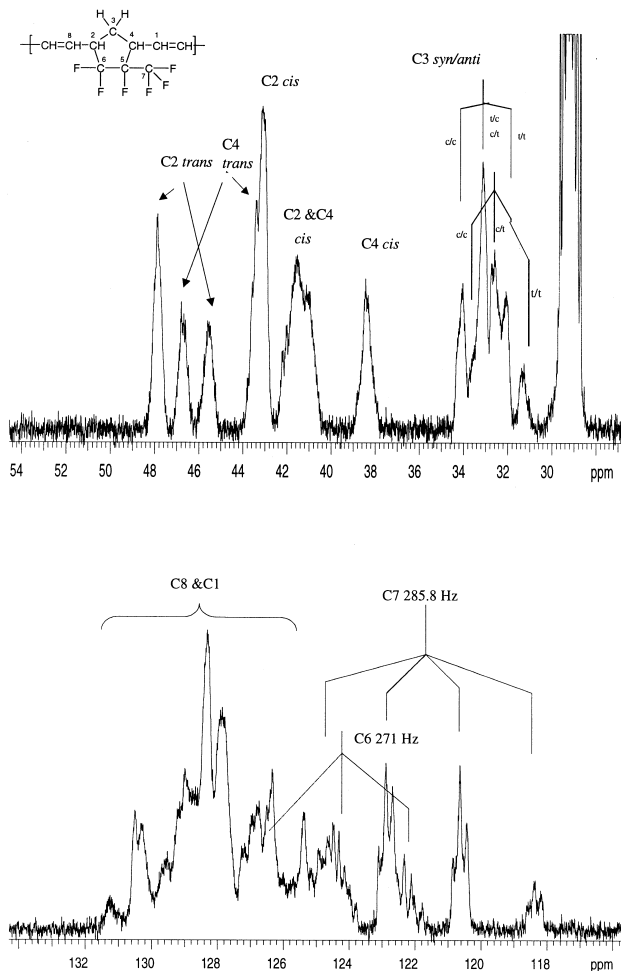 H H
3
C
8 2 4 1
CH=CH-CH CH-CH=CH
6 5
F C C C F
7
F F F F
C3 syn/anti
C2 cis
t/c
c/c c/t t/t
C4
C2 trans trans
C2 &C4
cis
C4 cis
c/c c/t
t/t
54 52 50 48 46 44 42 40 38 36 34 32 30 ppm
C8 &C1
C7 285.8 Hz
C6 271 Hz
132 130 128 126 124 122 120 118 ppm